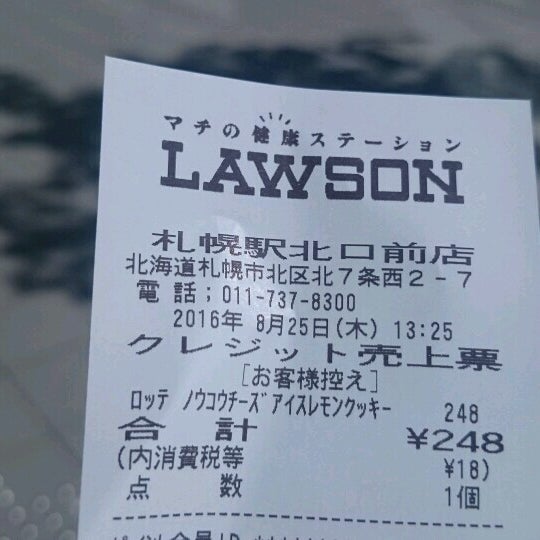 マチの健康ステーション
LAWSON
札幌駅北口前店
北海道札幌市北区北7条西2-7
電話;011-737-8300
2016年 8月25日(木) 13:25
クレジット売上票
[お客様控え]
ロッテ ノウコウチーズアイスレモンクッキー 248
合計 ¥248
(内消費税等 ¥18)
点数 1個